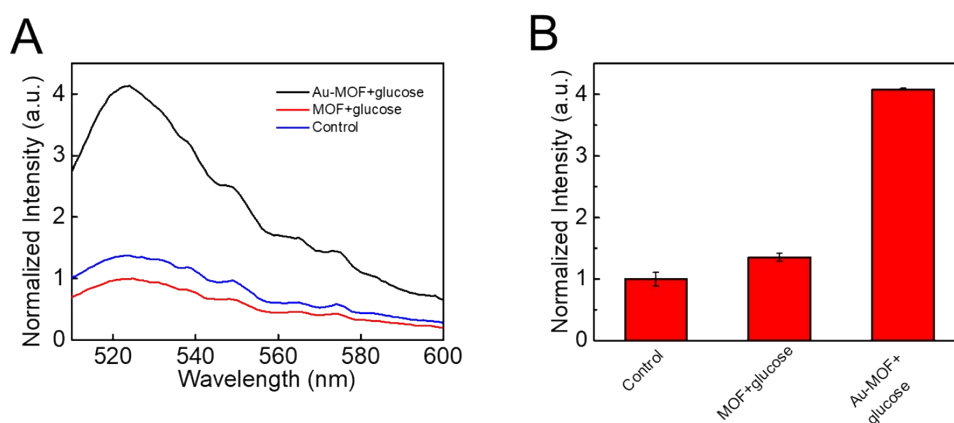 A
Normalized Intensity (a.u.)
4
3
2
1
0
Au-MOF+glucose
MOF+glucose
Control
520
540
560
580
600
Wavelength (nm)
B
Normalized Intensity (a.u.)
4
3
2
1
0
Control
MOF+glucose
Au-MOF+
glucose